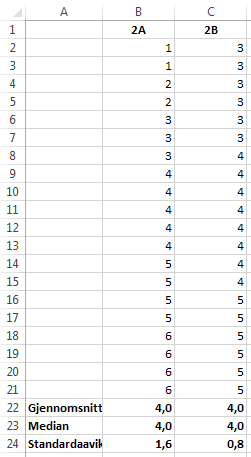 A B C
1 2A 2B
2 1 3
3 1 3
4 2 3
5 2 3
6 3 3
7 3 3
8 3 4
9 4 4
10 4 4
11 4 4
12 4 4
13 4 4
14 5 4
15 5 4
16 5 5
17 5 5
18 6 5
19 6 5
20 6 5
21 6 5
22 Gjennomsnitt 4,0 4,0
23 Median 4,0 4,0
24 Standardaavik 1,6 0,8